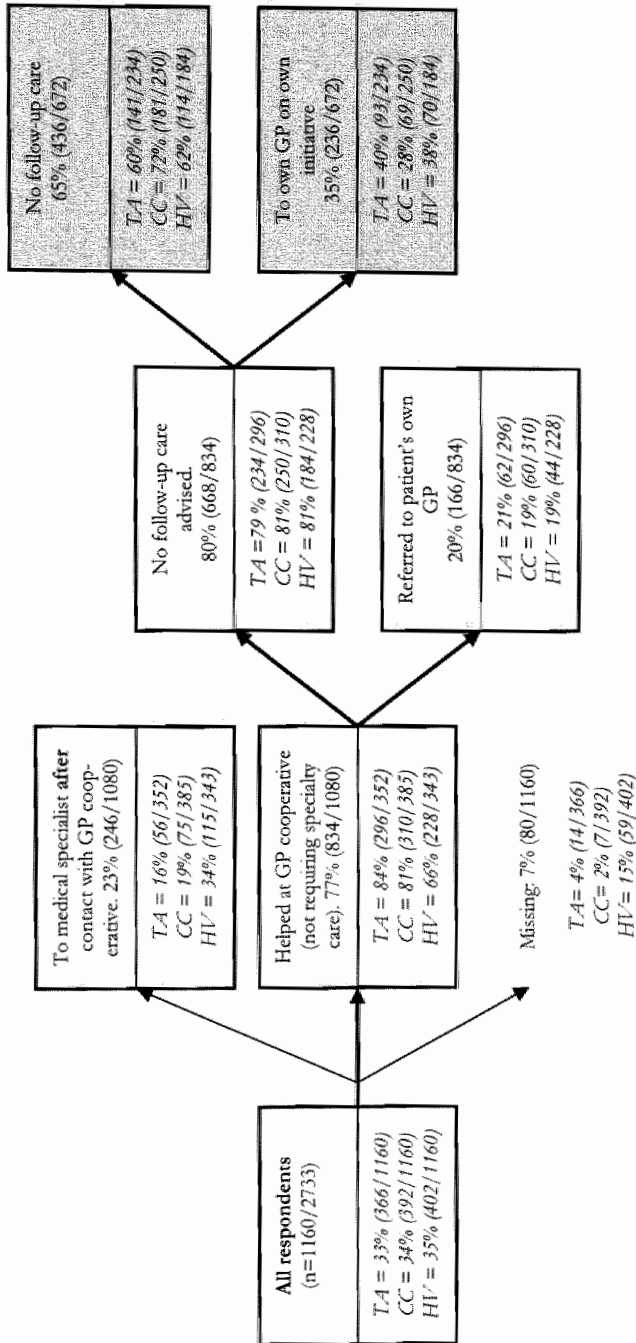 All respondents
(n=1160/2733)
TA = 33% (366/1160)
CC = 34% (392/1160)
HV = 35% (402/1160)
To medical specialist after
contact with GP coop-
erative. 23% (246/1080)
TA = 16% (56/352)
CC = 19% (75/385)
HV = 34% (115/343)
Helped at GP cooperative
(not requiring specialty
care). 77% (834/1080)
TA = 84% (296/352)
CC = 81% (310/385)
HV = 66% (228/343)
Missing: 7% (80/1160)
TA= 4% (14/366)
CC= 2% (7/392)
HV= 15% (59/402)
No follow-up care
advised.
80% (668/834)
TA =79 % (234/296)
CC = 81% (250/310)
HV = 81% (184/228)
Referred to patient's own
GP
20% (166/834)
TA = 21% (62/296)
CC = 19% (60/310)
HV = 19% (44/228)
No follow-up care
65% (436/672)
TA = 60% (141/234)
CC = 72% (181/250)
HV = 62% (114/184)
To own GP on own
initiative
35% (236/672)
TA = 40% (93/234)
CC = 28% (69/250)
HV = 38% (70/184)